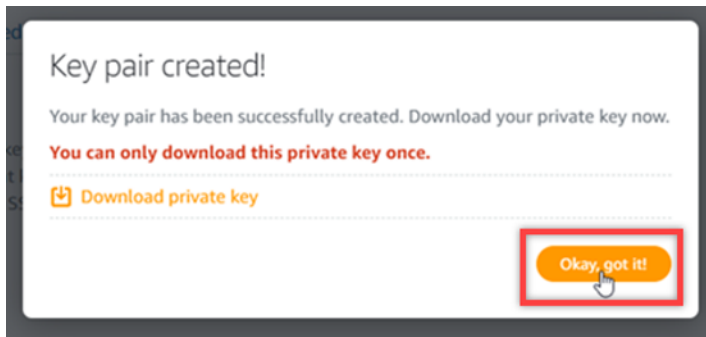 Key pair created!
Your key pair has been successfully created. Download your private key now.
You can only download this private key once.
Download private key
Okay, got it!